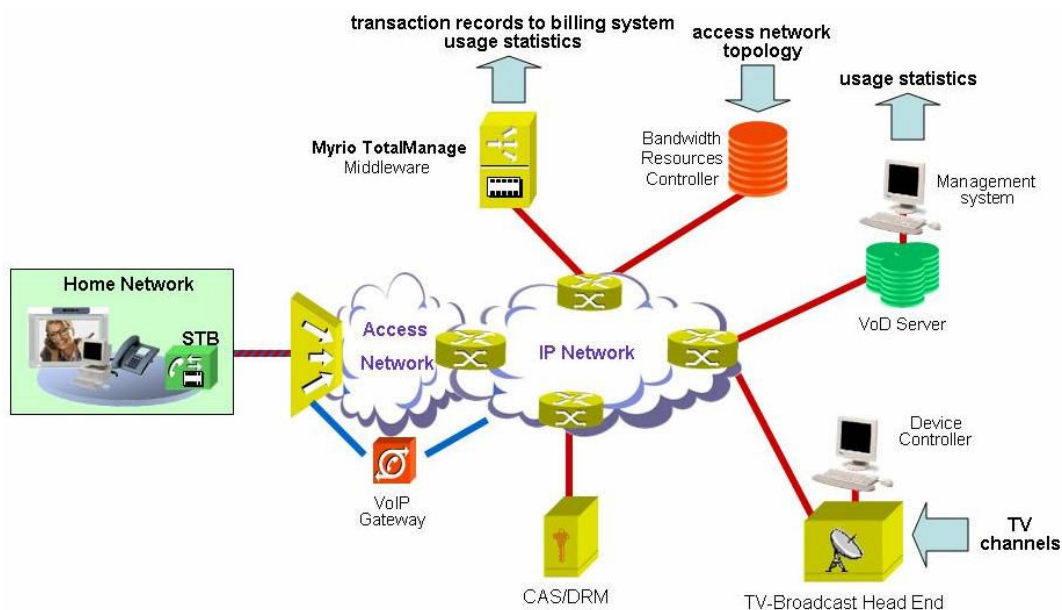 transaction records to billing system
usage statistics
access network
topology
usage statistics
Myrio TotalManage
Middleware
Bandwidth
Resources
Controller
Management
system
Home Network
STB
Access
Network
IP Network
VoD Server
Device
Controller
VoIP
Gateway
TV
channels
CAS/DRM
TV-Broadcast Head End